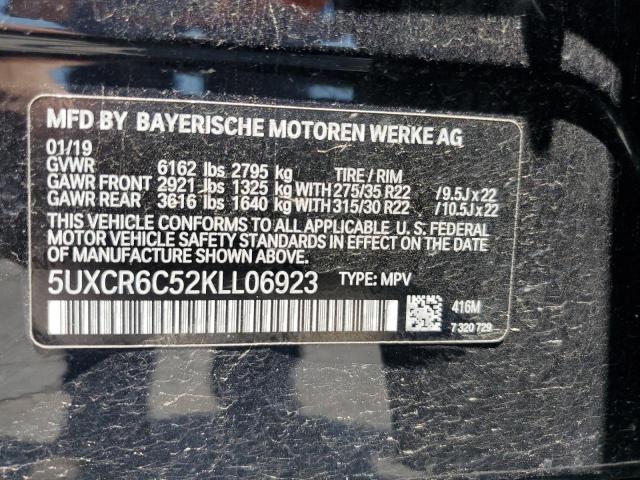 MFD BY BAYERISCHE MOTOREN WERKE AG
01/19
GVWR 6162 lbs 2795 kg TIRE / RIM
GAWR FRONT 2921 lbs 1325 kg WITH 275/35 R22 /9.5J x 22
GAWR REAR 3616 lbs 1640 kg WITH 315/30 R22 /10.5J x 22
THIS VEHICLE CONFORMS TO ALL APPLICABLE U. S. FEDERAL
MOTOR VEHICLE SAFETY STANDARDS IN EFFECT ON THE DATE
OF MANUFACTURE SHOWN ABOVE.
5UXCR6C52KLL06923 TYPE: MPV
416M
7 320 729